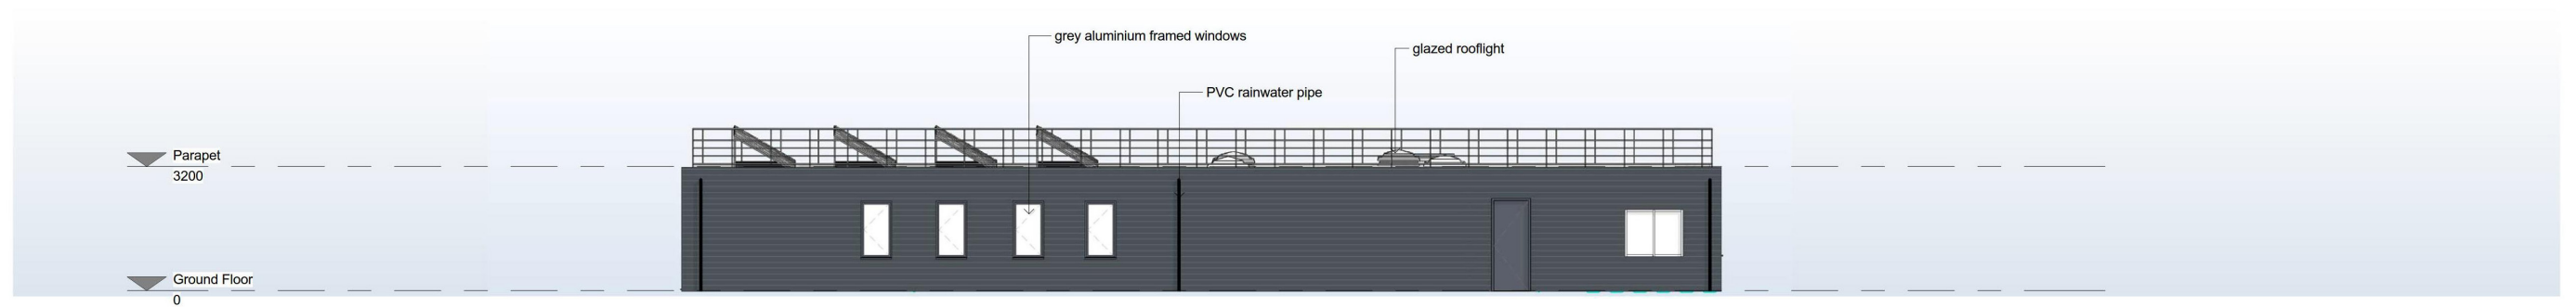 grey aluminium framed windows
glazed rooflight
PVC rainwater pipe
Parapet
3200
Ground Floor
0